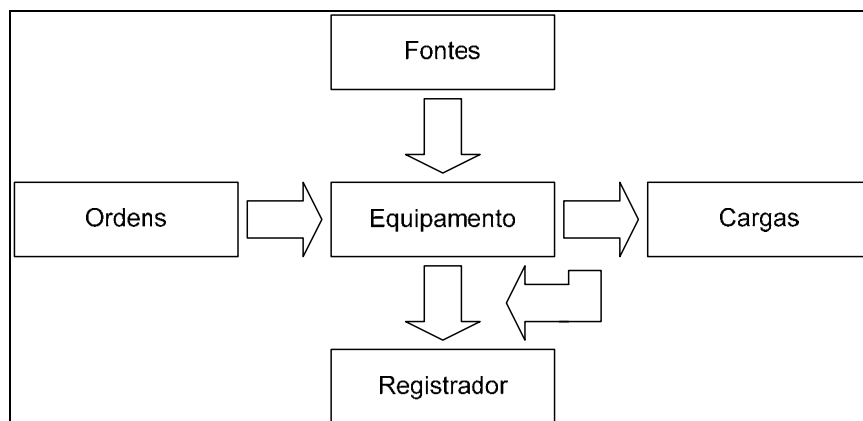 Fontes
Ordens
Equipamento
Cargas
Registrador